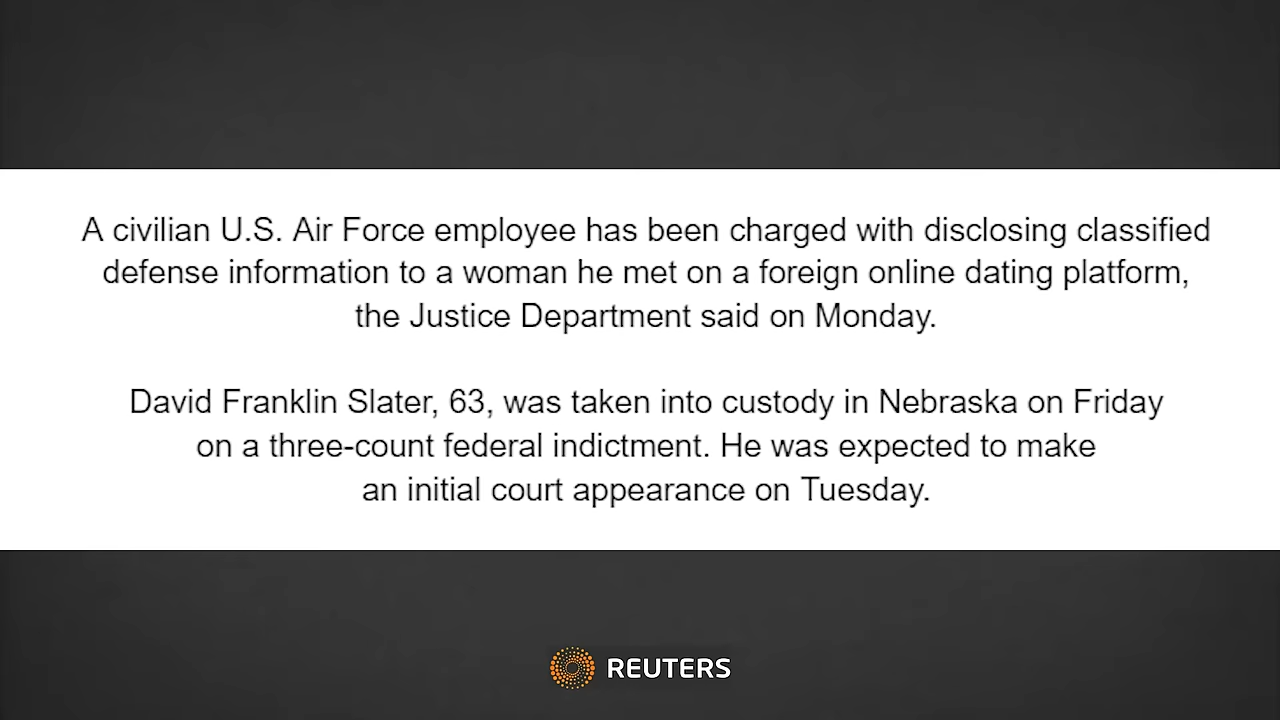 A civilian U.S. Air Force employee has been charged with disclosing classified
defense information to a woman he met on a foreign online dating platform,
the Justice Department said on Monday.
David Franklin Slater, 63, was taken into custody in Nebraska on Friday
on a three-count federal indictment. He was expected to make
an initial court appearance on Tuesday.
REUTERS